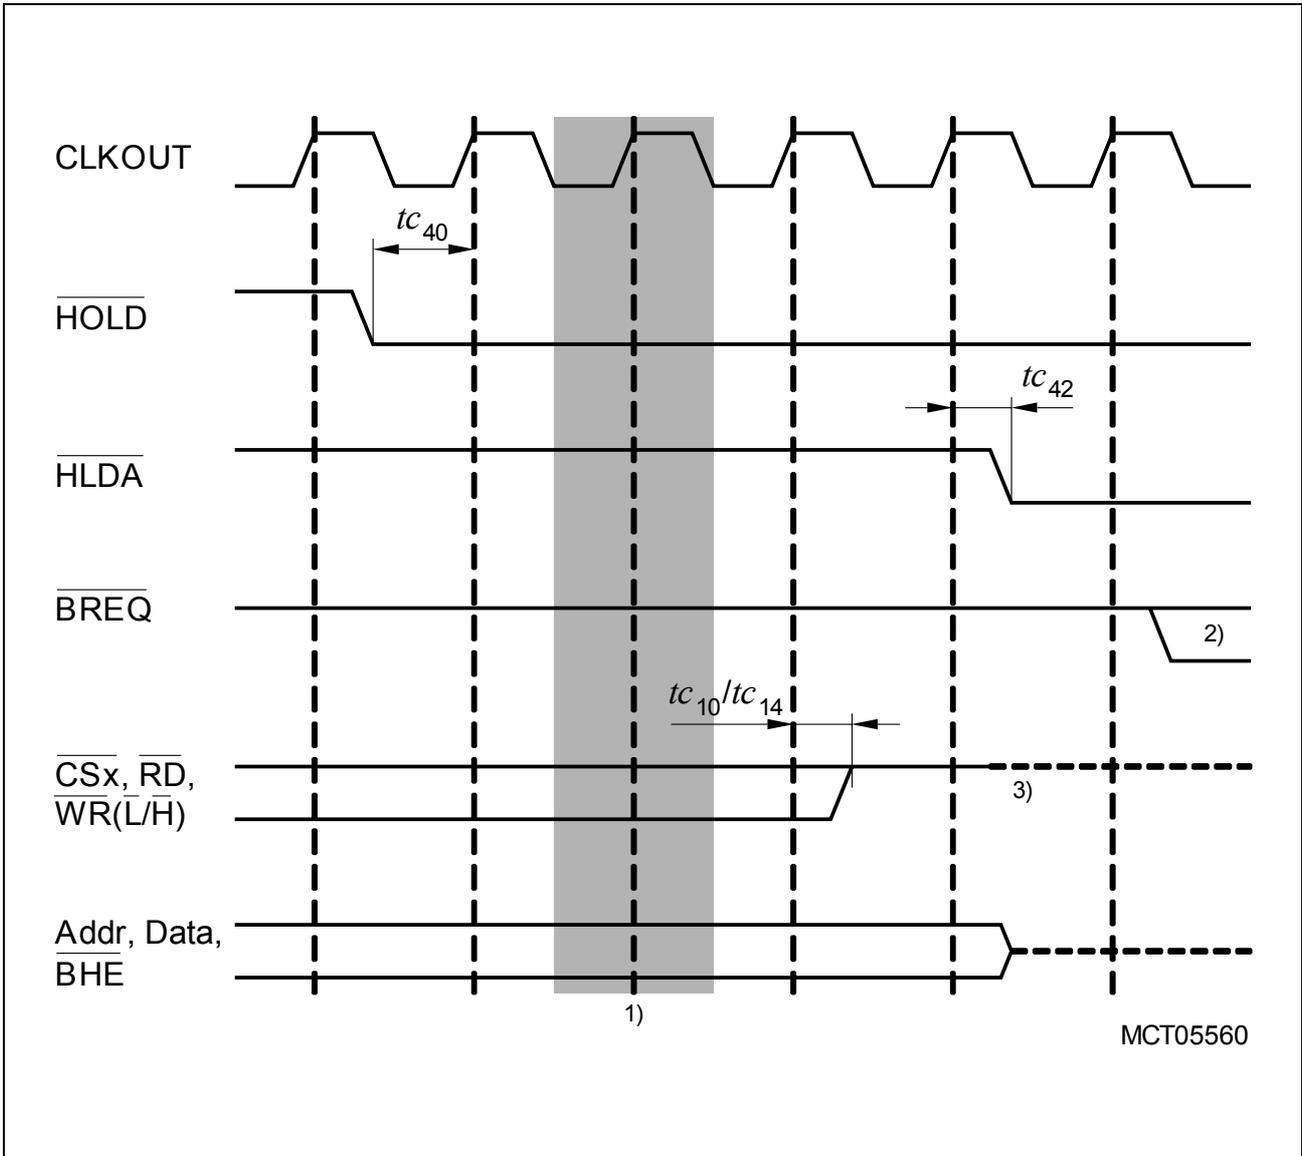 CLKOUT
tc40
HOLD
tc42
HLDA
BREQ
2)
tc10/tc14
CSx, RD,
WR(L/H)
3)
Addr, Data,
BHE
1)
MCT05560